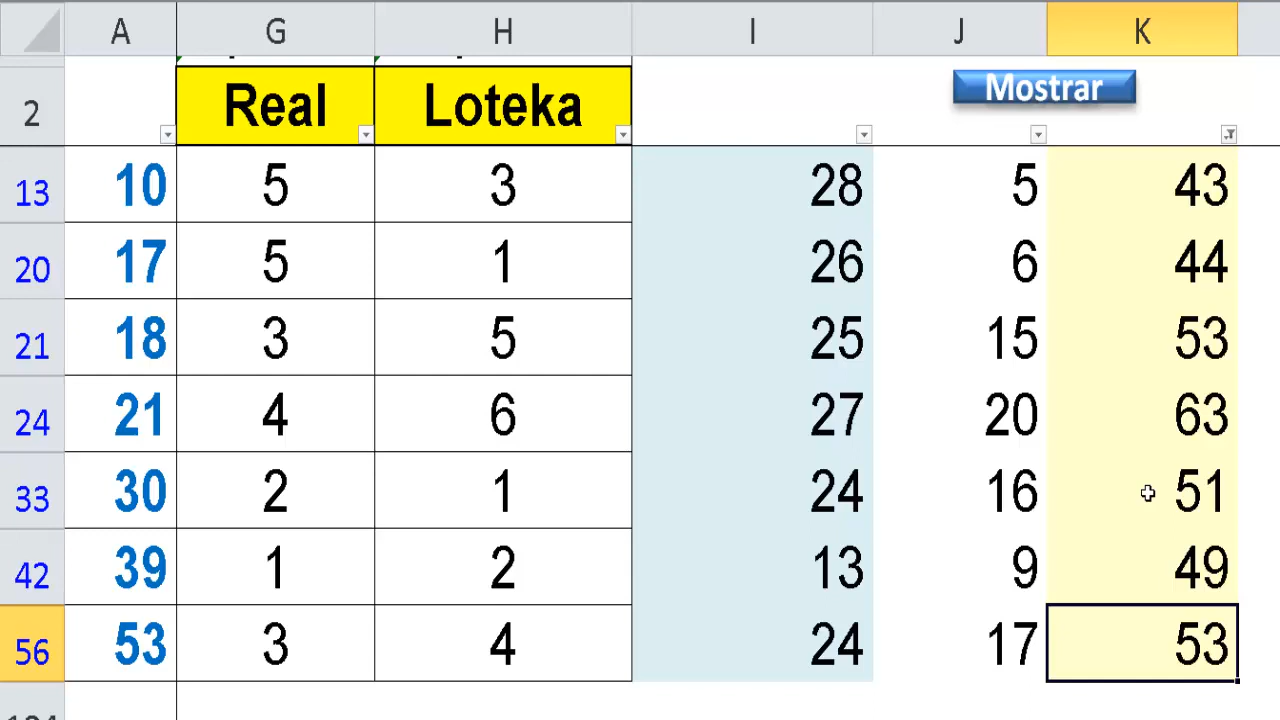 A G H I J K
Mostrar
2 Real Loteka
13 10 5 3 28 5 43
20 17 5 1 26 6 44
21 18 3 5 25 15 53
24 21 4 6 27 20 63
33 30 2 1 24 16 51
42 39 1 2 13 9 49
56 53 3 4 24 17 53